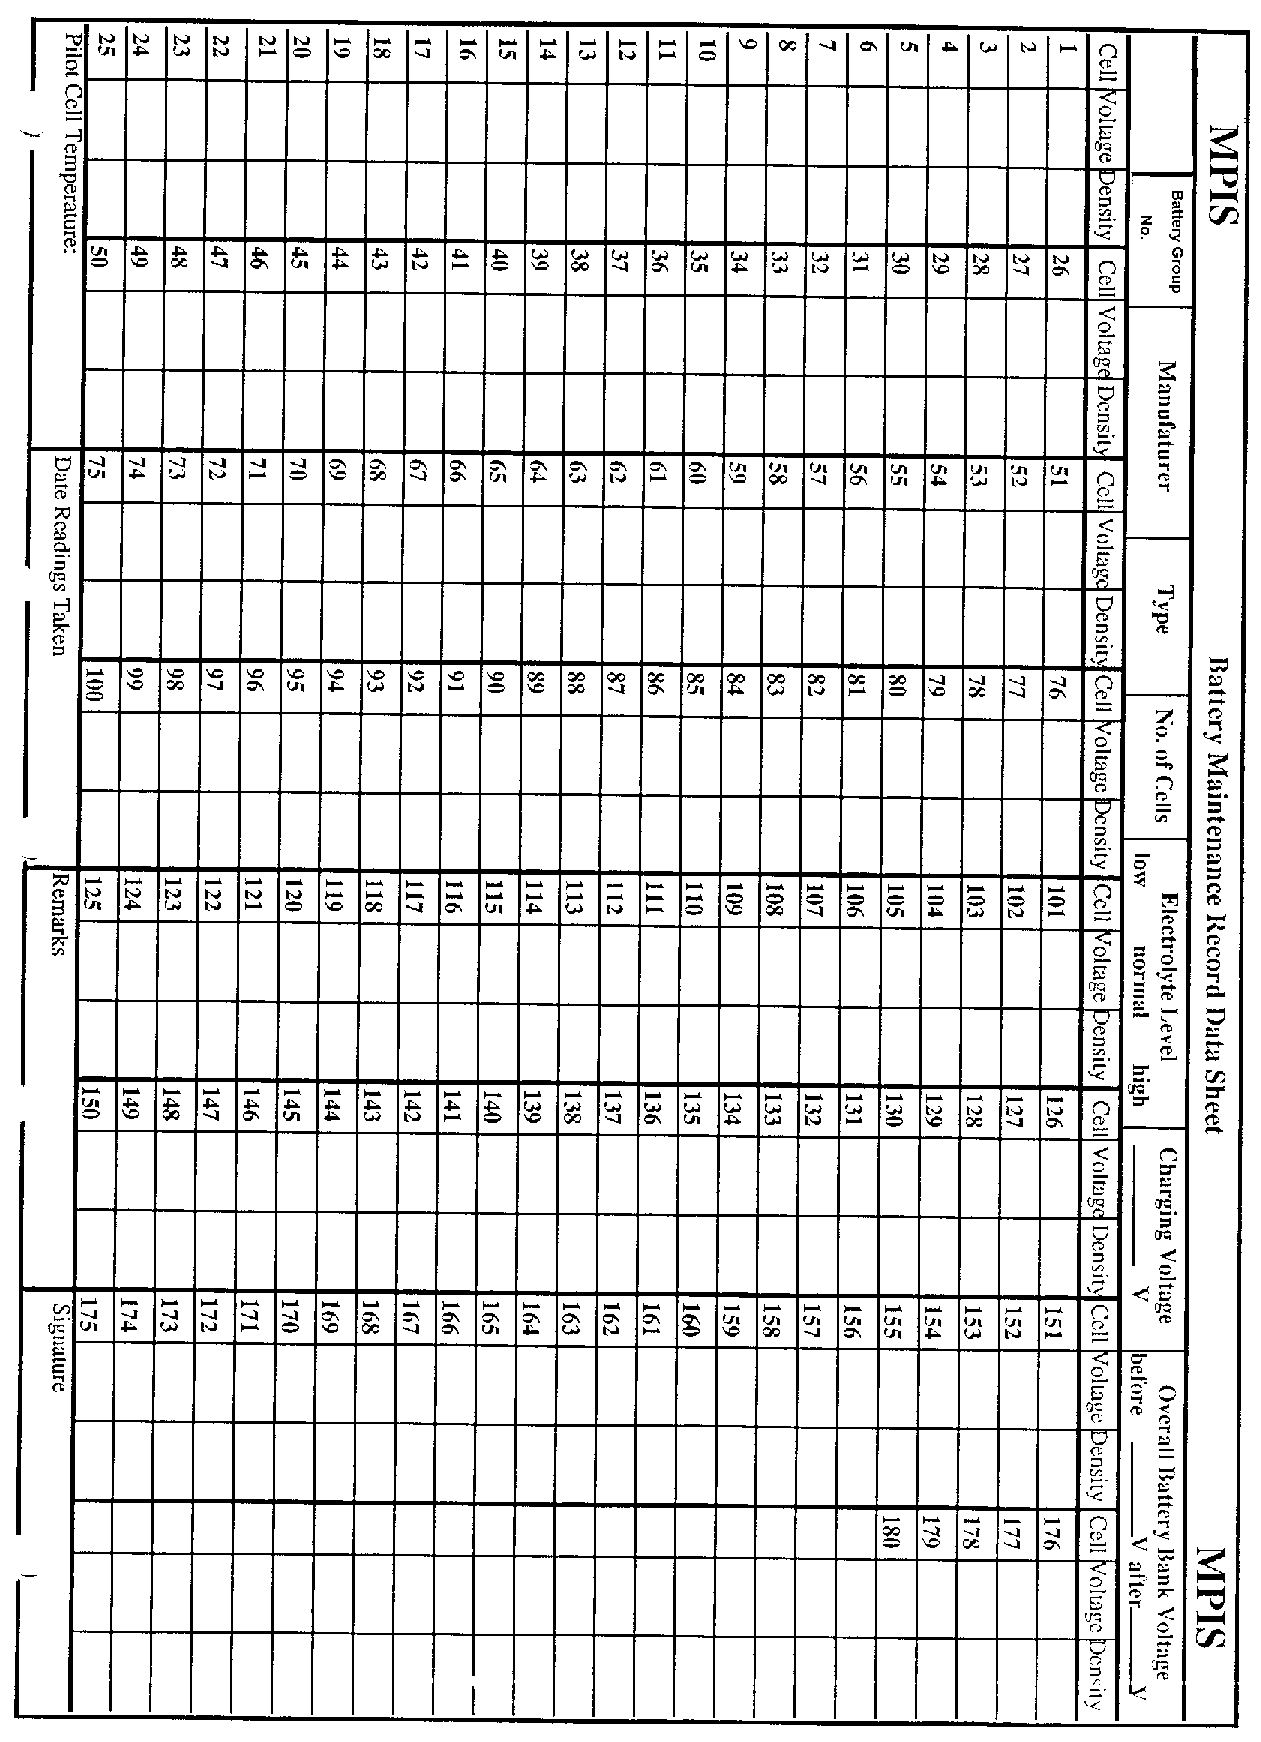 MPIS Battery Maintenance Record Data Sheet MPIS
Battery Group No. Manufaturer Type No. of Cells Electrolyte Level low normal high Charging Voltage ______ V Overall Battery Bank Voltage before ______ V after ______ V
Cell Voltage Density Cell Voltage Density Cell Voltage Density Cell Voltage Density Cell Voltage Density Cell Voltage Density Cell Voltage Density Cell Voltage Density
1 26 51 76 101 126 151 176
2 27 52 77 102 127 152 177
3 28 53 78 103 128 153 178
4 29 54 79 104 129 154 179
5 30 55 80 105 130 155 180
6 31 56 81 106 131 156
7 32 57 82 107 132 157
8 33 58 83 108 133 158
9 34 59 84 109 134 159
10 35 60 85 110 135 160
11 36 61 86 111 136 161
12 37 62 87 112 137 162
13 38 63 88 113 138 163
14 39 64 89 114 139 164
15 40 65 90 115 140 165
16 41 66 91 116 141 166
17 42 67 92 117 142 167
18 43 68 93 118 143 168
19 44 69 94 119 144 169
20 45 70 95 120 145 170
21 46 71 96 121 146 171
22 47 72 97 122 147 172
23 48 73 98 123 148 173
24 49 74 99 124 149 174
25 50 75 100 125 150 175
Pilot Cell Temperature: Date Readings Taken Remarks Signature